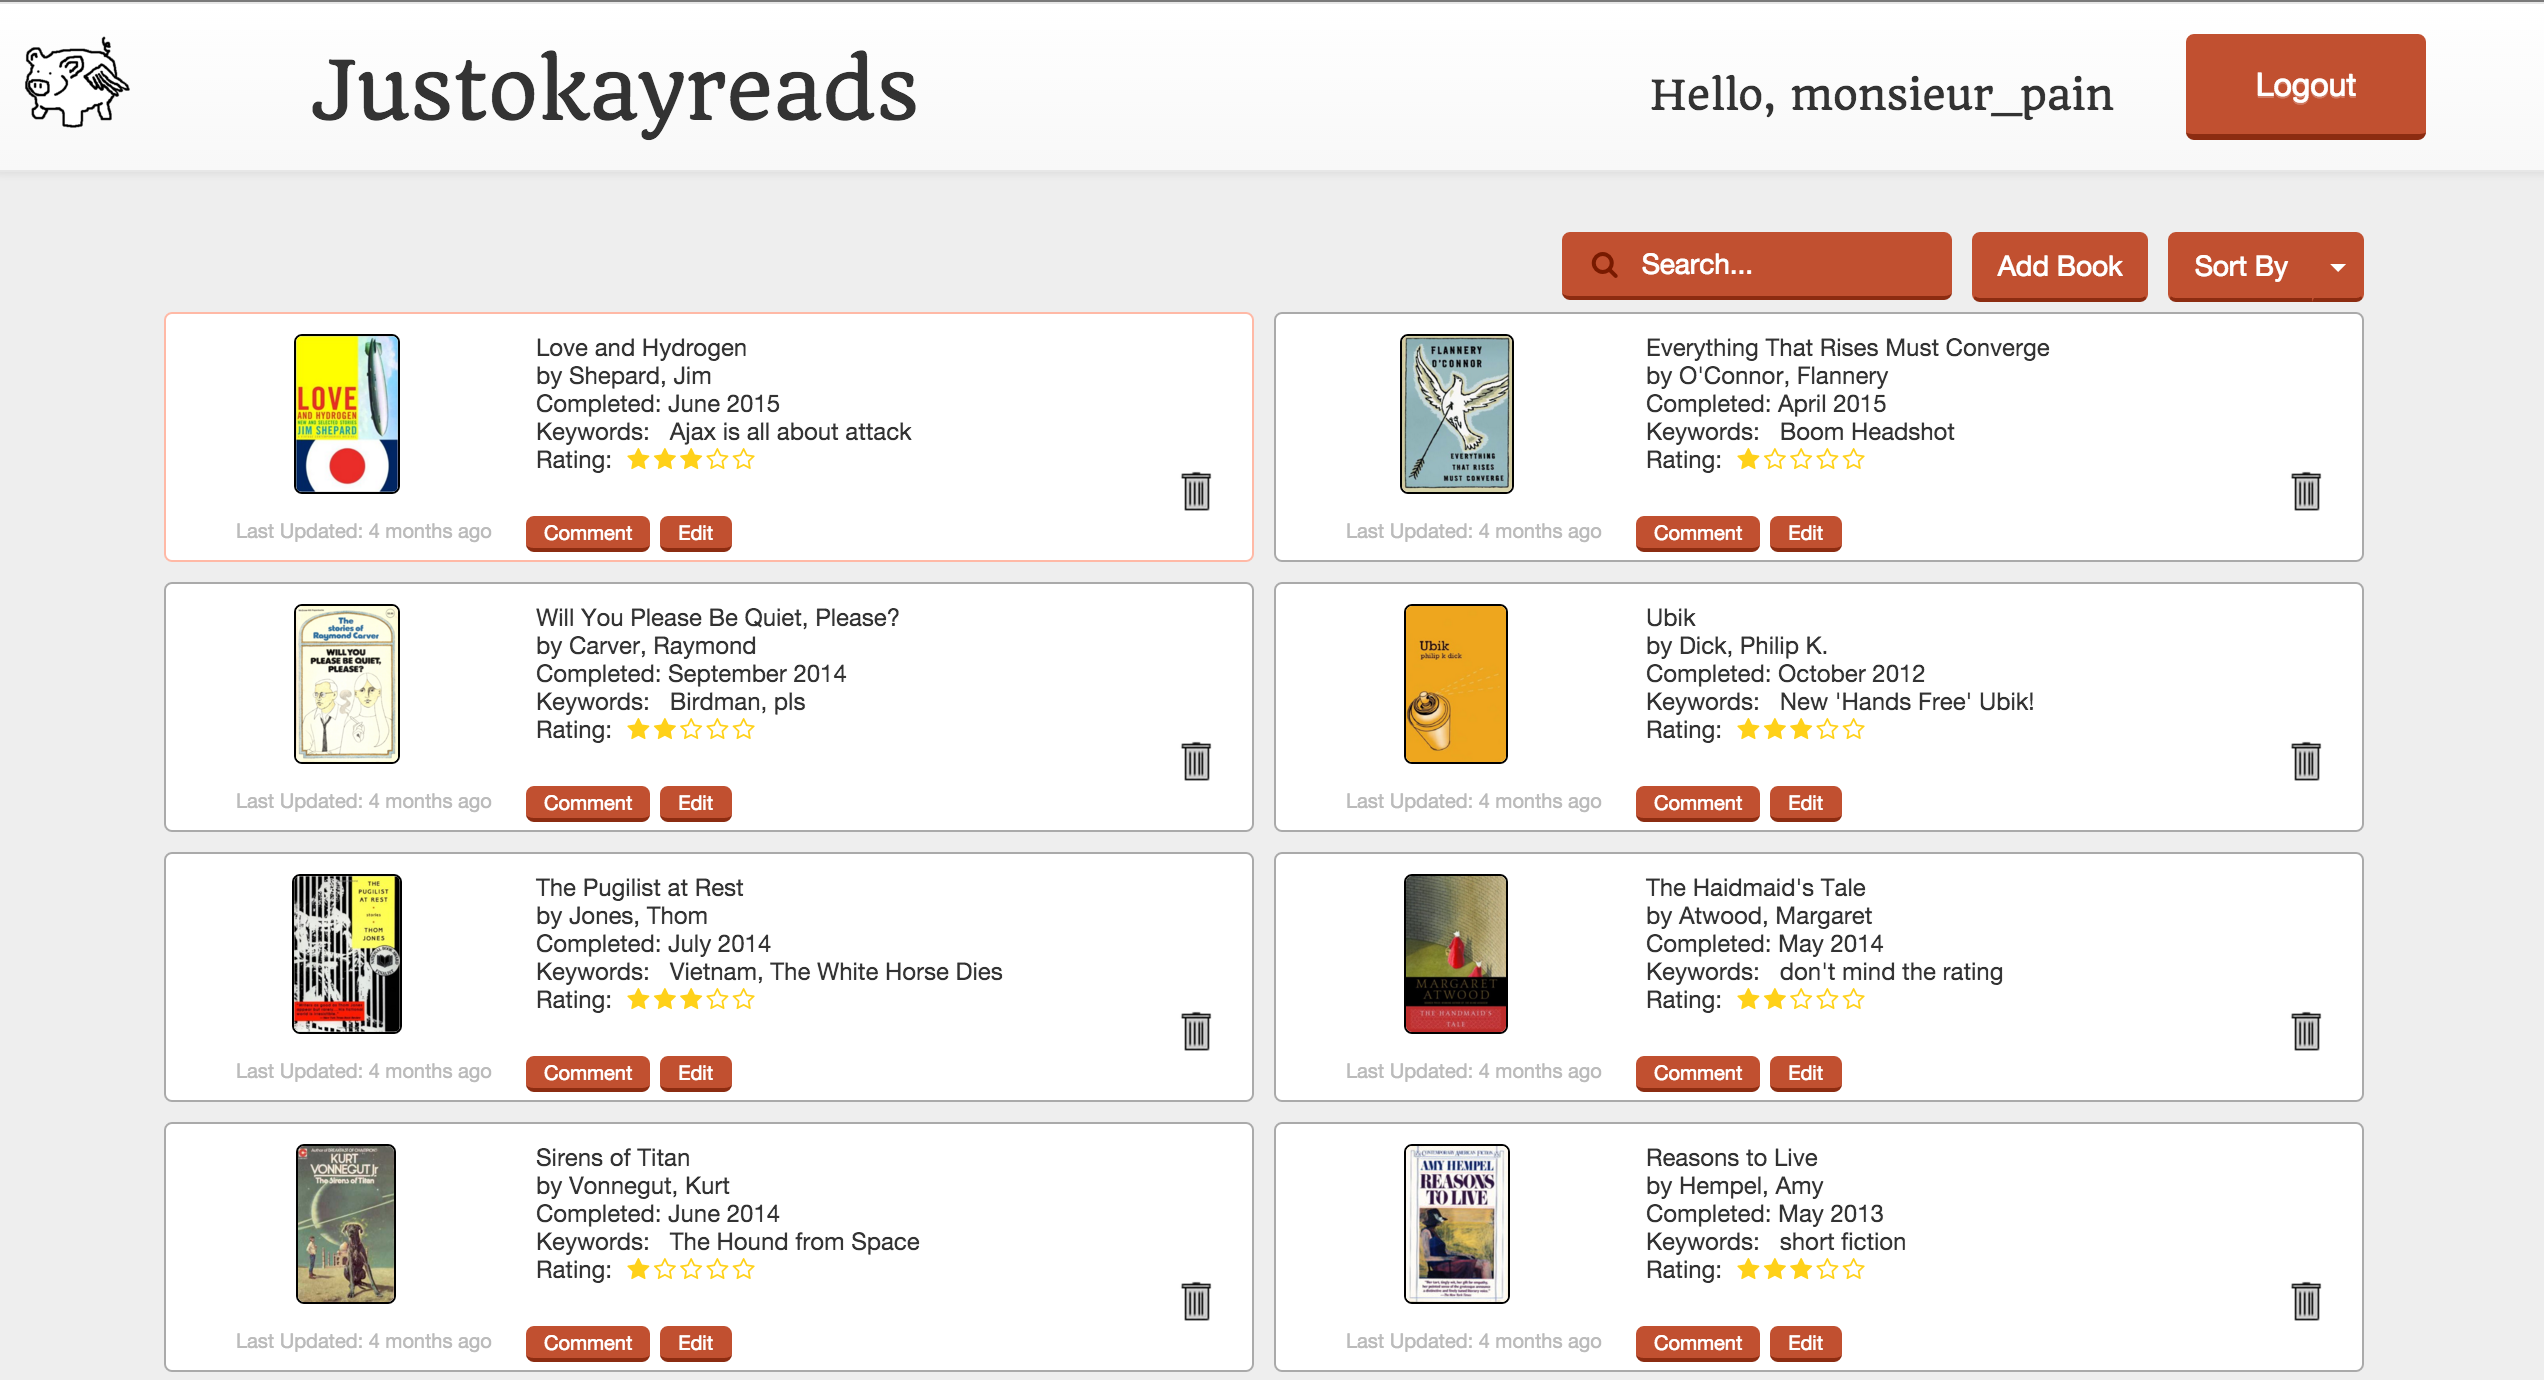 Justokayreads
Hello, monsieur_pain
Logout
Search...
Add Book
Sort By
LOVE
AND HYDROGEN
NEW AND SELECTED STORIES
JIM SHEPARD
Love and Hydrogen
by Shepard, Jim
Completed: June 2015
Keywords: Ajax is all about attack
Rating:
Last Updated: 4 months ago
Comment
Edit
FLANNERY
O'CONNOR
EVERYTHING
THAT RISES
MUST CONVERGE
Everything That Rises Must Converge
by O'Connor, Flannery
Completed: April 2015
Keywords: Boom Headshot
Rating:
Last Updated: 4 months ago
Comment
Edit
The
stories of
Raymond Carver
WILL YOU
PLEASE BE QUIET,
PLEASE?
Will You Please Be Quiet, Please?
by Carver, Raymond
Completed: September 2014
Keywords: Birdman, pls
Rating:
Last Updated: 4 months ago
Comment
Edit
Ubik
philip k dick
Ubik
by Dick, Philip K.
Completed: October 2012
Keywords: New 'Hands Free' Ubik!
Rating:
Last Updated: 4 months ago
Comment
Edit
THE
PUGILIST
AT REST
stories
THOM
JONES
The Pugilist at Rest
by Jones, Thom
Completed: July 2014
Keywords: Vietnam, The White Horse Dies
Rating:
Last Updated: 4 months ago
Comment
Edit
MARGARET
ATWOOD
THE HANDMAID'S
TALE
The Haidmaid's Tale
by Atwood, Margaret
Completed: May 2014
Keywords: don't mind the rating
Rating:
Last Updated: 4 months ago
Comment
Edit
KURT
VONNEGUT Jr
The Sirens of Titan
Sirens of Titan
by Vonnegut, Kurt
Completed: June 2014
Keywords: The Hound from Space
Rating:
Last Updated: 4 months ago
Comment
Edit
CONTEMPORARY AMERICAN FICTION
AMY HEMPEL
REASONS
TO LIVE
Reasons to Live
by Hempel, Amy
Completed: May 2013
Keywords: short fiction
Rating:
Last Updated: 4 months ago
Comment
Edit